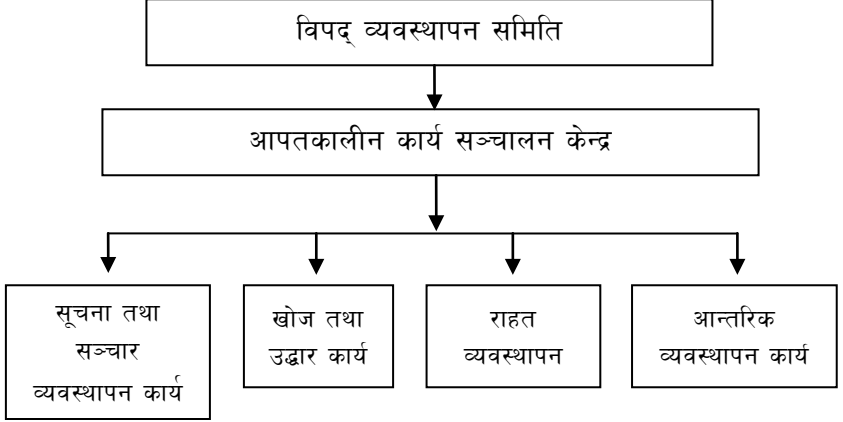 विपद् व्यवस्थापन समिति
आपतकालीन कार्य सञ्चालन केन्द्र
सूचना तथा
सञ्चार
व्यवस्थापन कार्य
खोज तथा
उद्धार कार्य
राहत
व्यवस्थापन
आन्तरिक
व्यवस्थापन कार्य